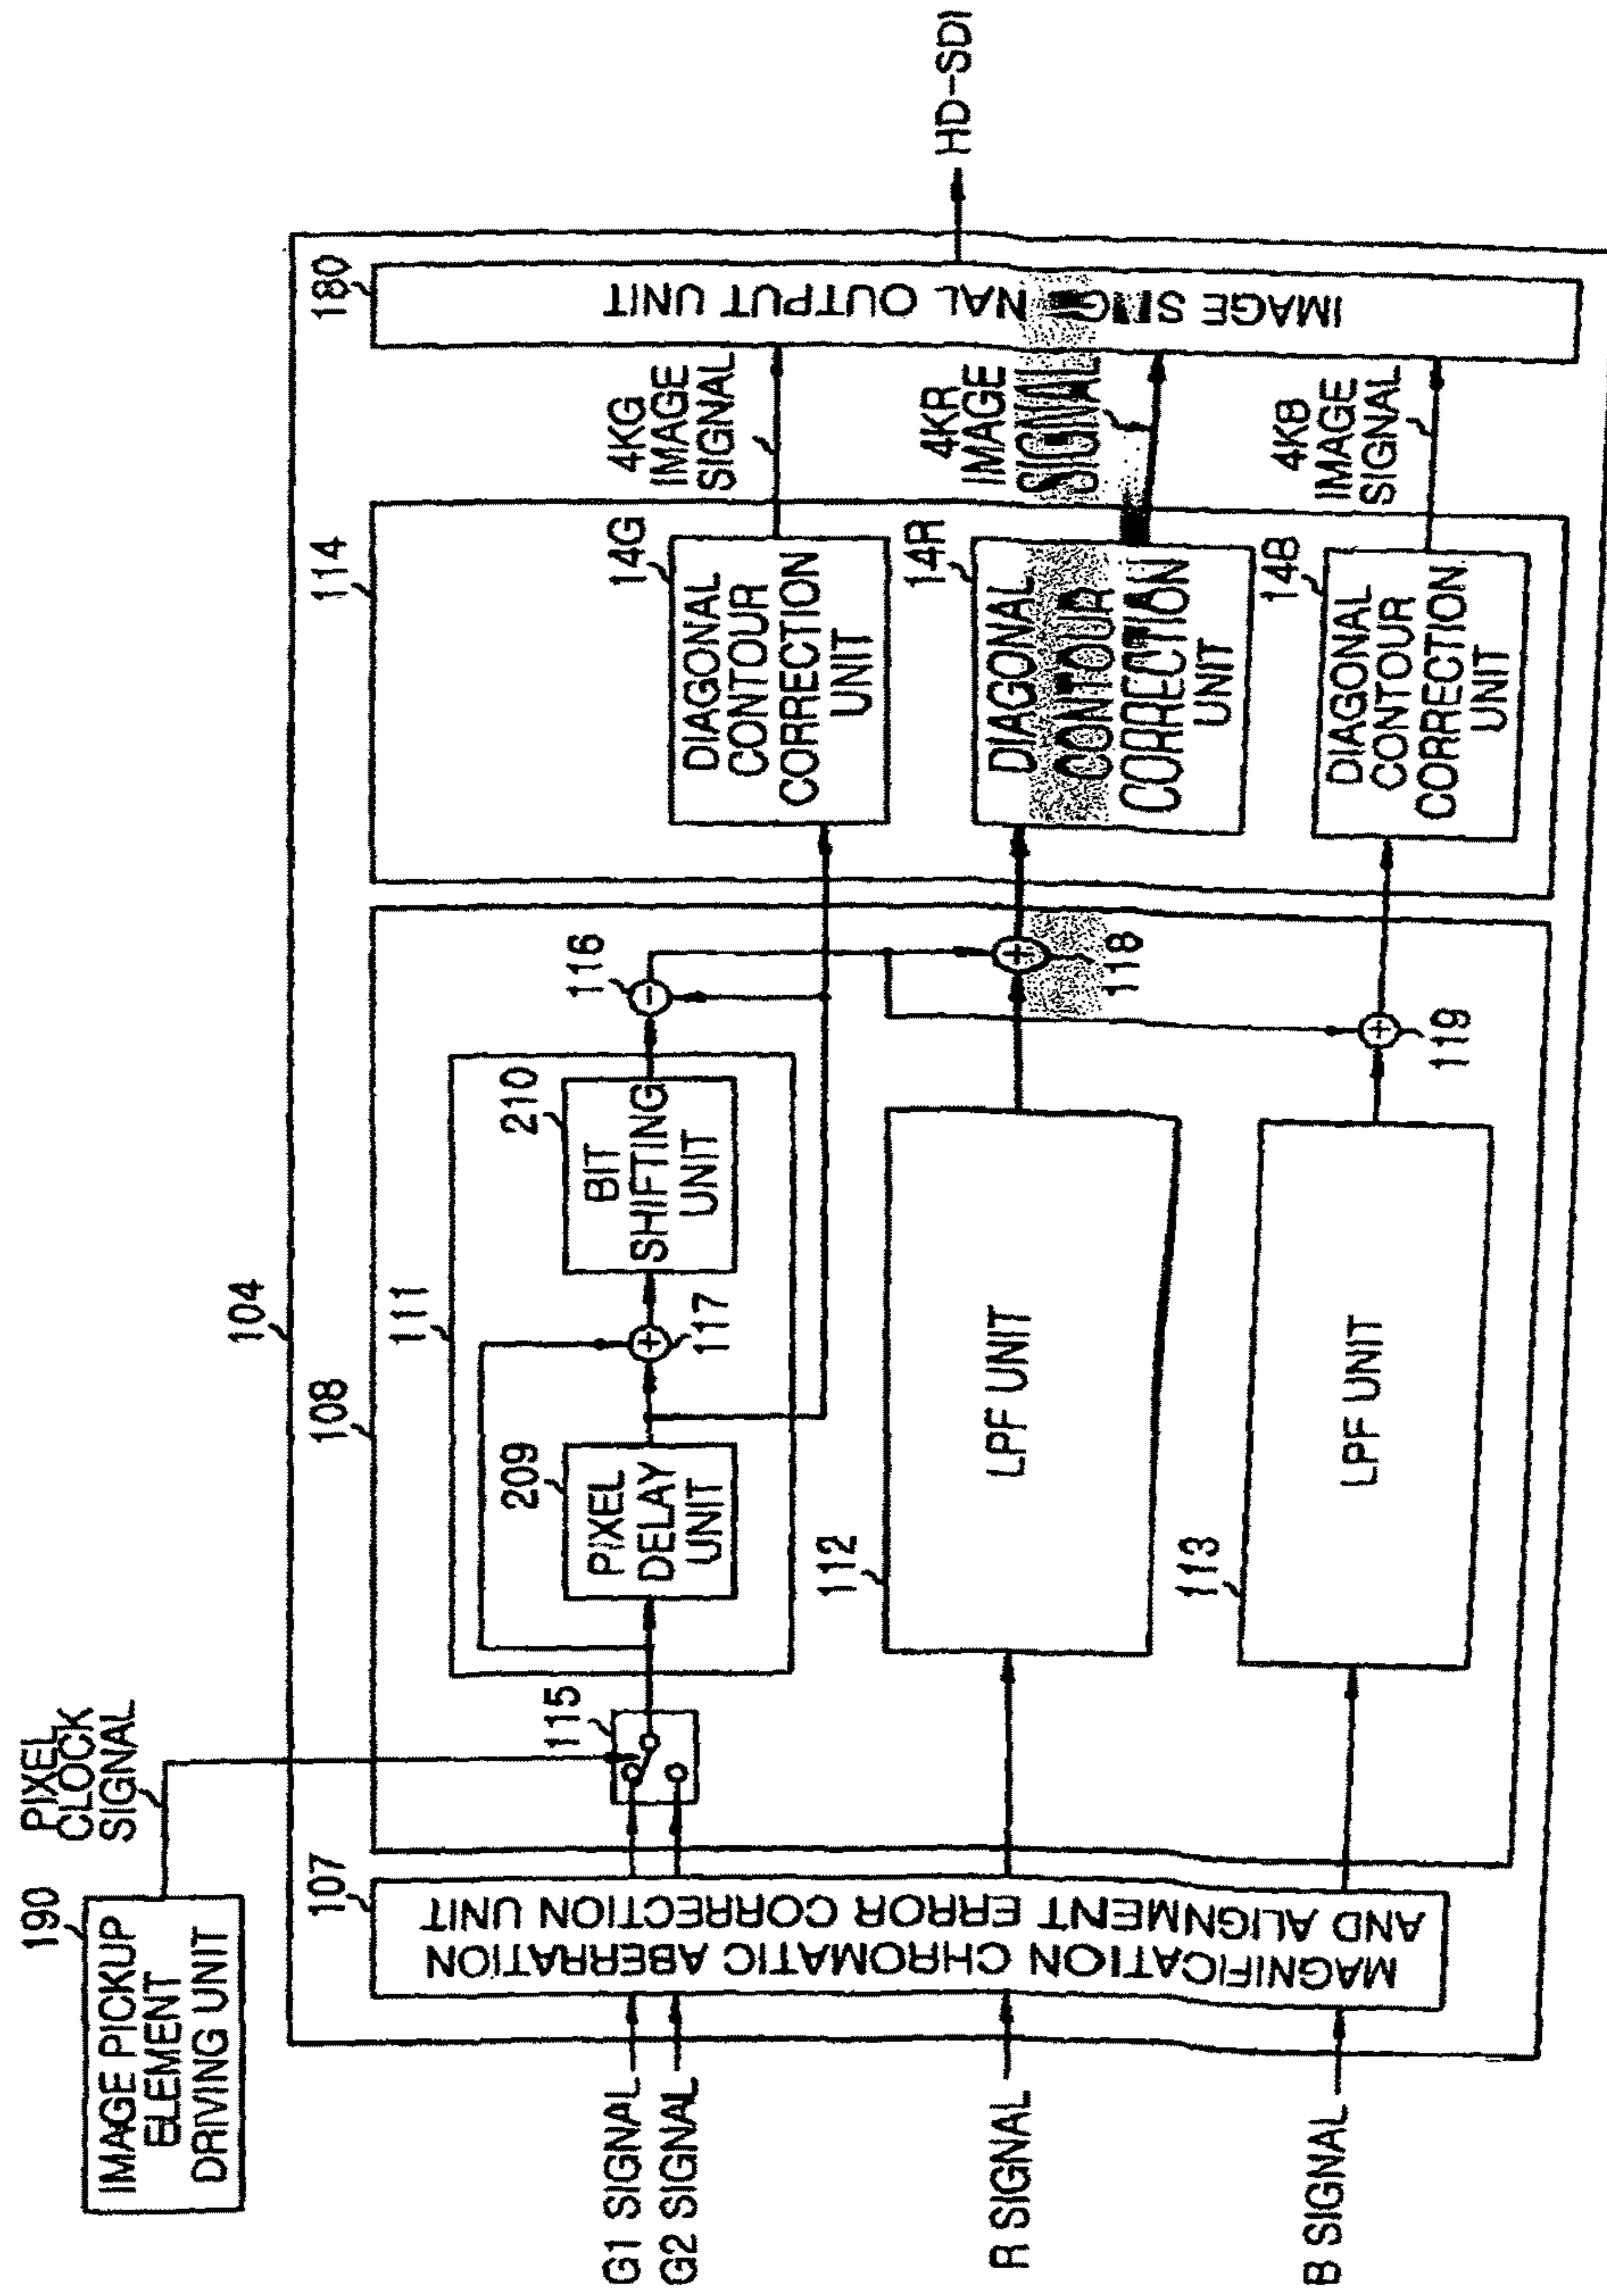 190
IMAGE PICKUP
ELEMENT
DRIVING UNIT
PIXEL
CLOCK
SIGNAL
104
G1 SIGNAL
G2 SIGNAL
R SIGNAL
B SIGNAL
107
MAGNIFICATION CHROMATIC ABERRATION
AND ALIGNMENT ERROR CORRECTION UNIT
108
115
111
209
PIXEL
DELAY
UNIT
117
210
BIT
SHIFTING
UNIT
116
112
LPF UNIT
118
113
LPF UNIT
119
114
14G
DIAGONAL
CONTOUR
CORRECTION
UNIT
14R
DIAGONAL
CONTOUR
CORRECTION
UNIT
14B
DIAGONAL
CONTOUR
CORRECTION
UNIT
4KG
IMAGE
SIGNAL
4KR
IMAGE
SIGNAL
4KB
IMAGE
SIGNAL
180
IMAGE SIGNAL OUTPUT UNIT
HD-SDI